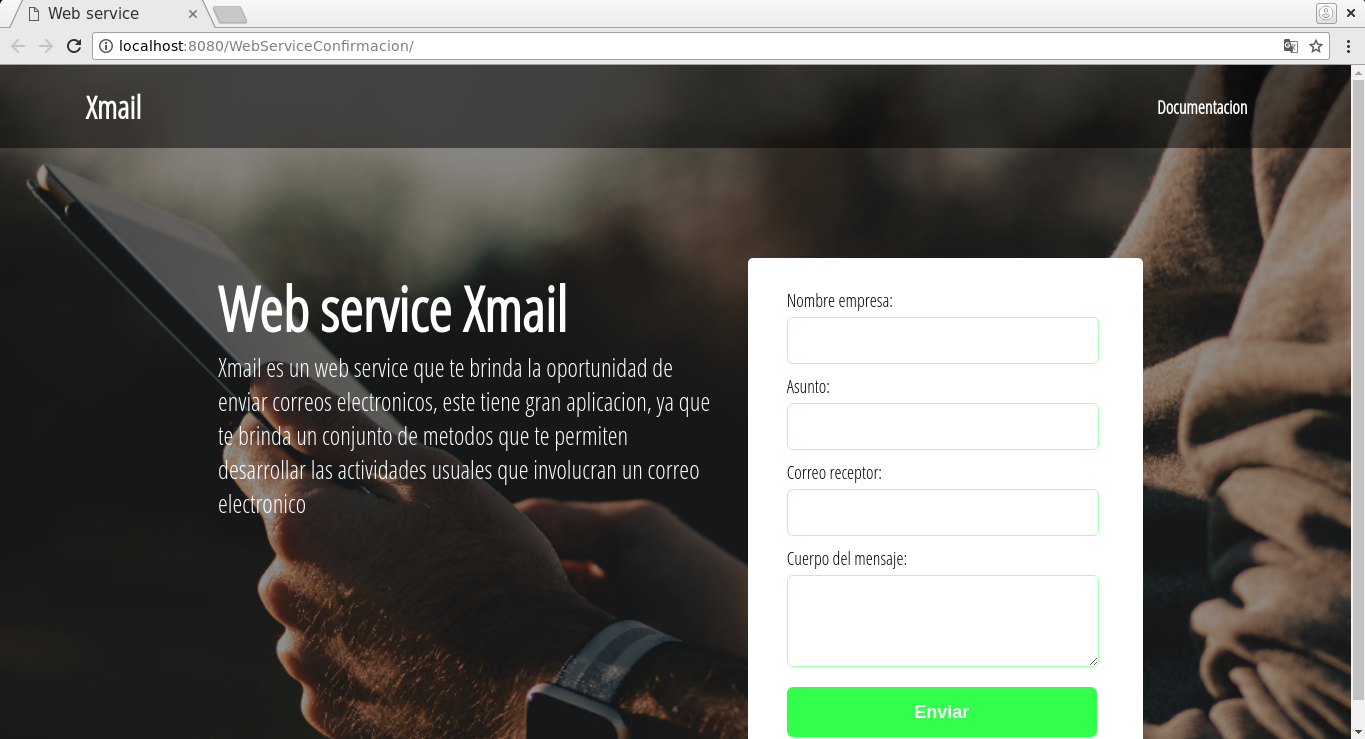 Web service
localhost:8080/WebServiceConfirmacion/
Xmail
Documentacion
Web service Xmail
Xmail es un web service que te brinda la oportunidad de
enviar correos electronicos, este tiene gran aplicacion, ya que
te brinda un conjunto de metodos que te permiten
desarrollar las actividades usuales que involucran un correo
electronico
Nombre empresa:
Asunto:
Correo receptor:
Cuerpo del mensaje:
Enviar